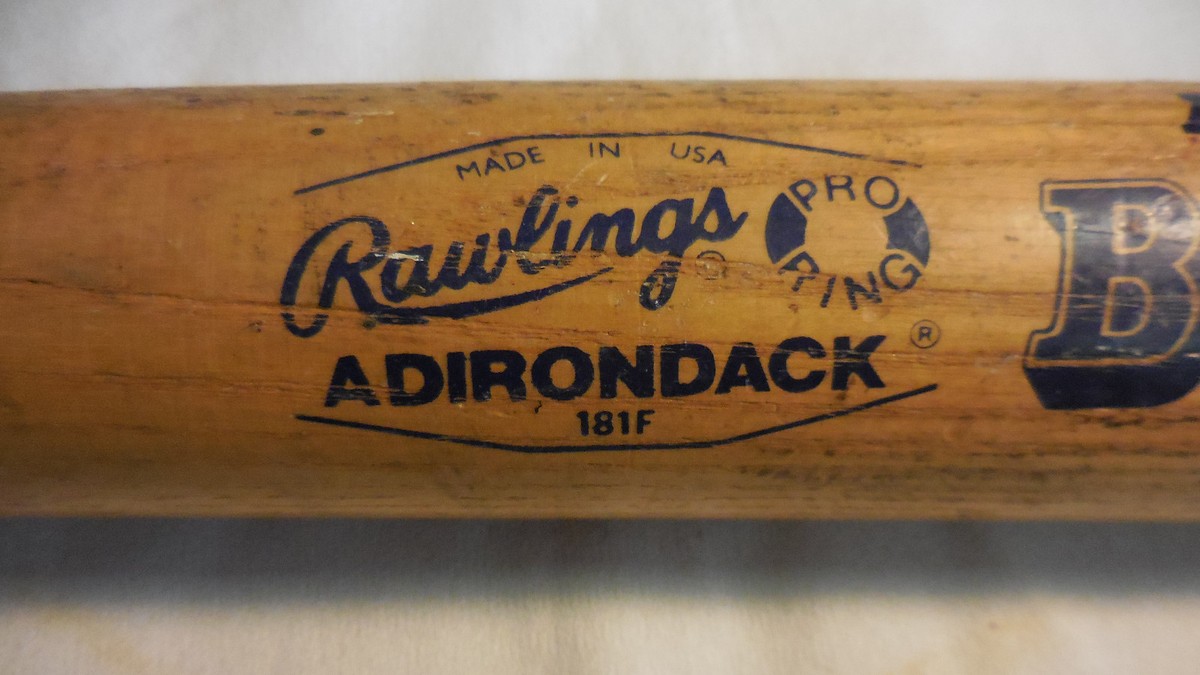 MADE IN USA
Rawlings ®
PRO
RING
ADIRONDACK ®
181F
B